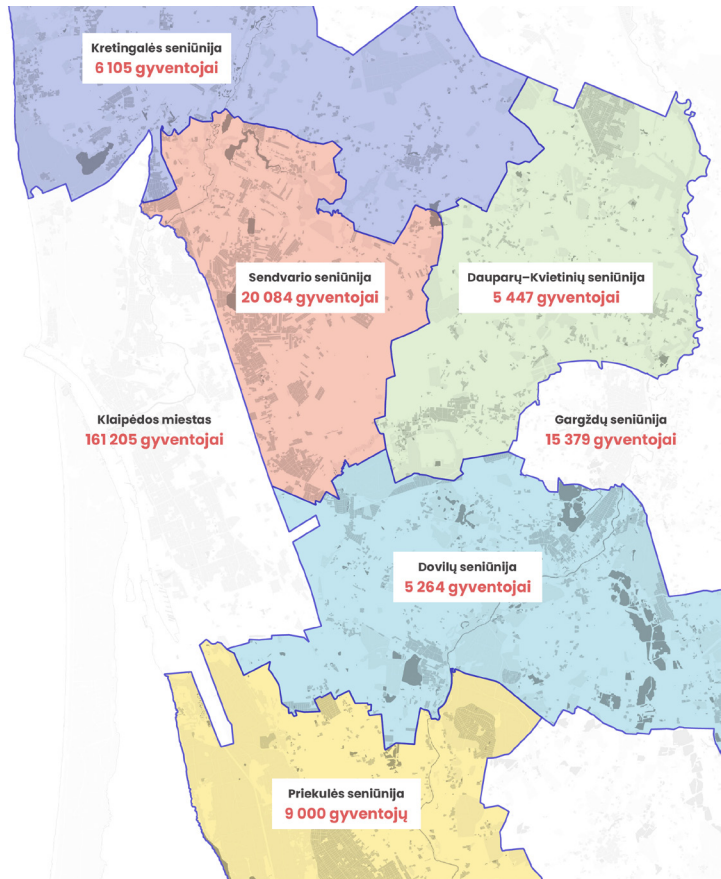 Kretingalės seniūnija
6 105 gyventojai
Sendvario seniūnija
20 084 gyventojai
Dauparų–Kvietinių seniūnija
5 447 gyventojai
Klaipėdos miestas
161 205 gyventojai
Gargždų seniūnija
15 379 gyventojai
Dovilų seniūnija
5 264 gyventojai
Priekulės seniūnija
9 000 gyventojų